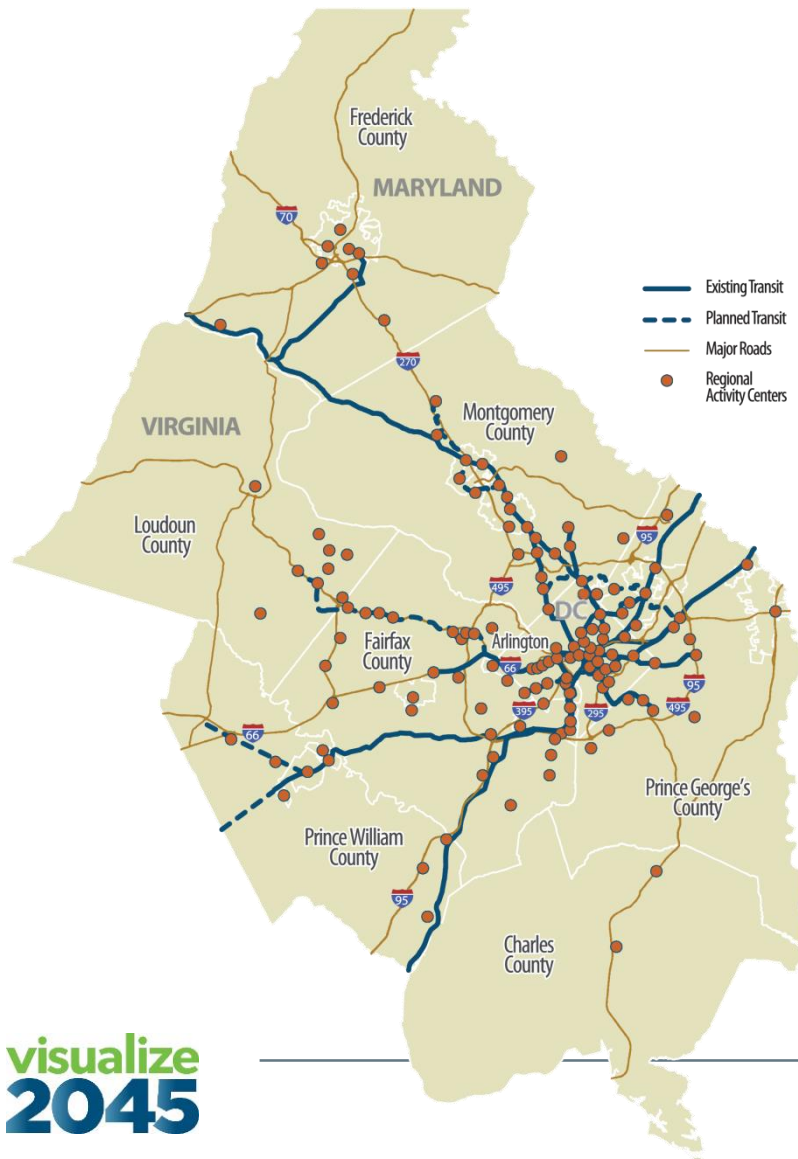 Frederick
County
MARYLAND
70
Existing Transit
Planned Transit
Major Roads
Regional
Activity Centers
270
Montgomery
County
VIRGINIA
Loudoun
County
95
495
DC
Fairfax
County
Arlington
66
395
295
95
495
66
Prince George's
County
Prince William
County
95
Charles
County
visualize
2045